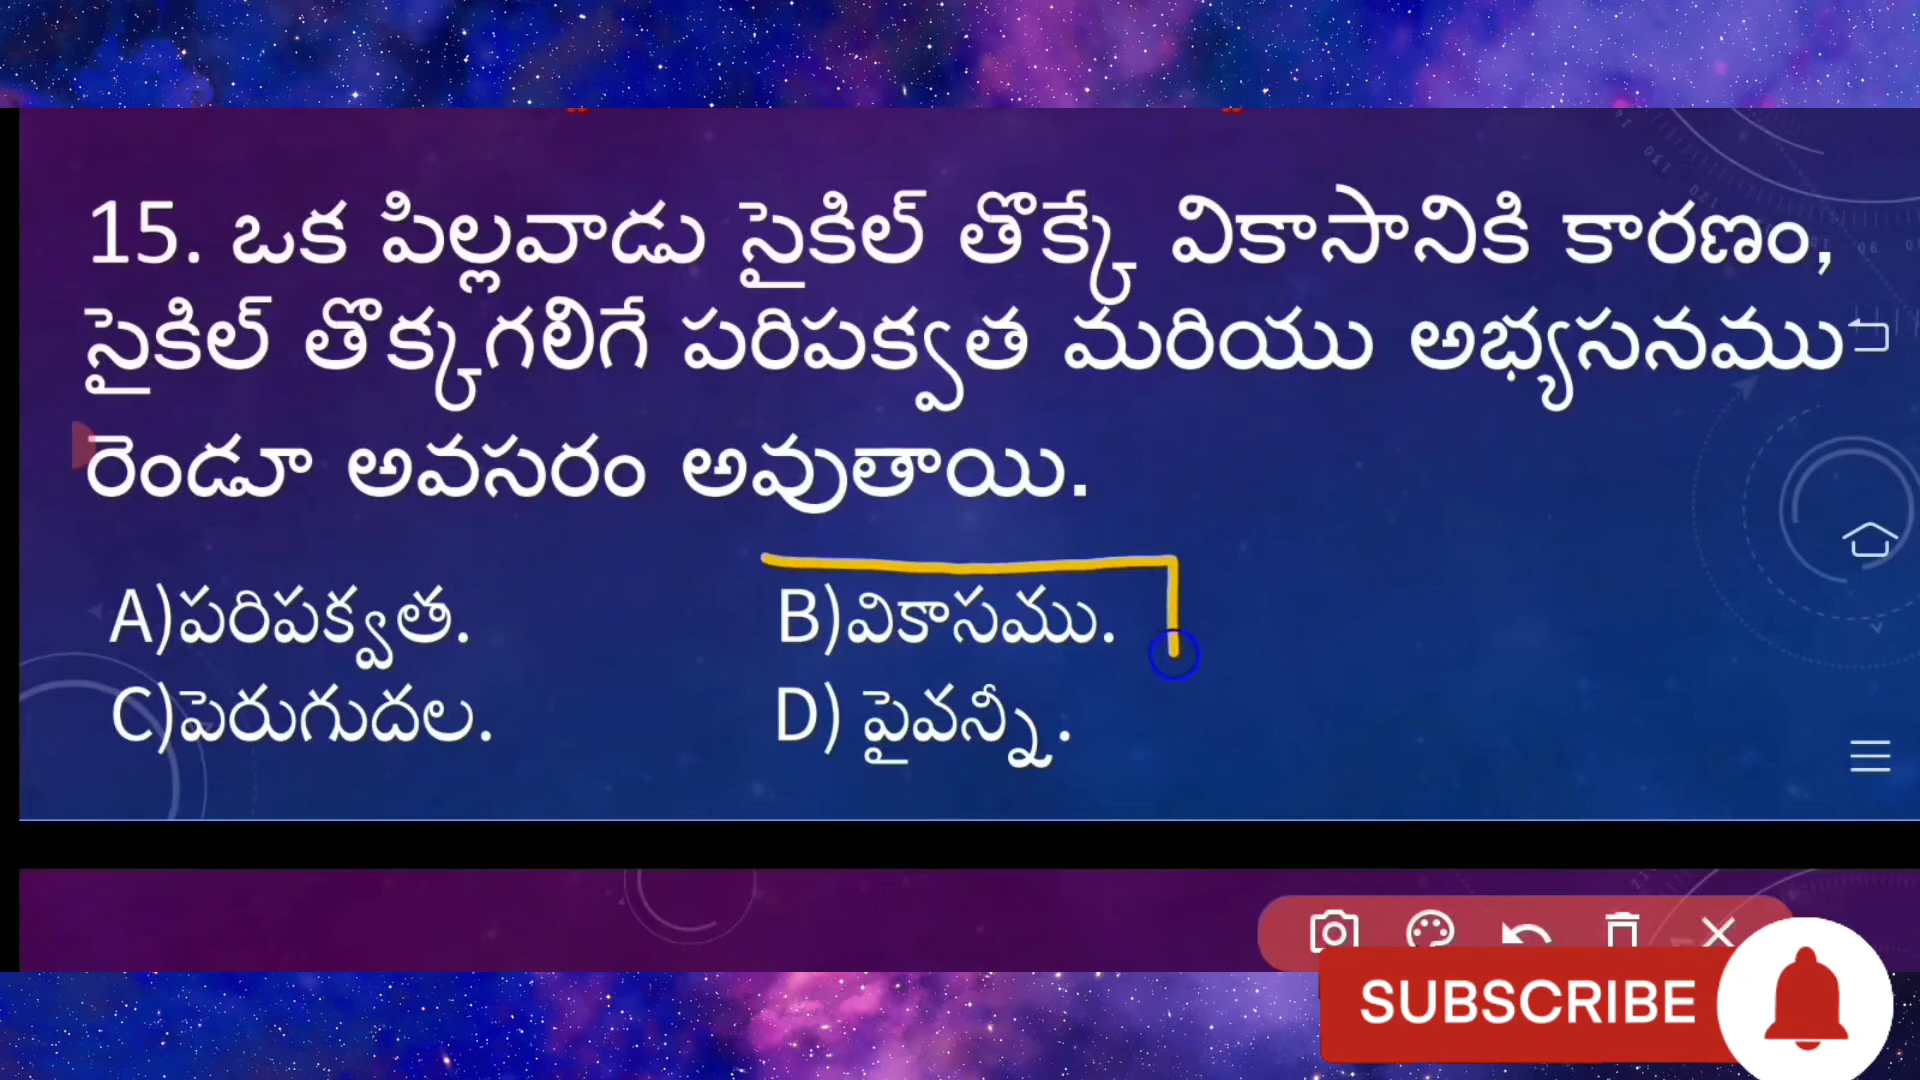 15. ఒక పిల్లవాడు సైకిల్ తొక్కే వికాసానికి కారణం,
సైకిల్ తొక్కగలిగే పరిపక్వత మరియు అభ్యసనము
రెండూ అవసరం అవుతాయి.
A)పరిపక్వత. B)వికాసము.
C)పెరుగుదల. D) పైవన్నీ.
SUBSCRIBE